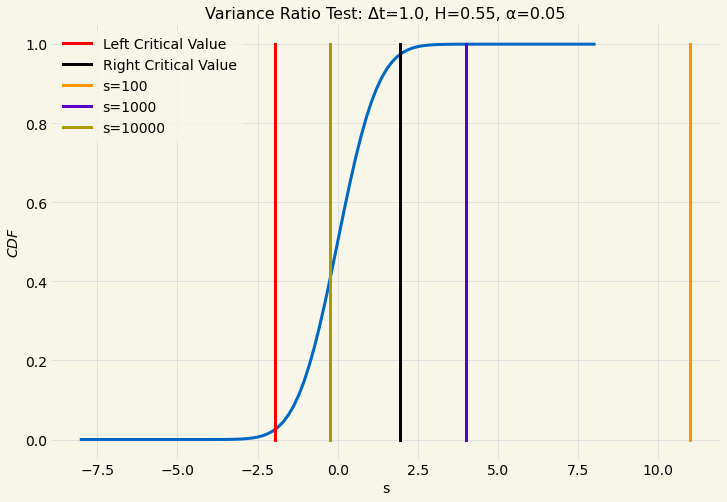 Variance Ratio Test: Δt=1.0, H=0.55, α=0.05
Left Critical Value
Right Critical Value
s=100
s=1000
s=10000
CDF
1.0
0.8
0.6
0.4
0.2
0.0
−7.5 −5.0 −2.5 0.0 2.5 5.0 7.5 10.0
s